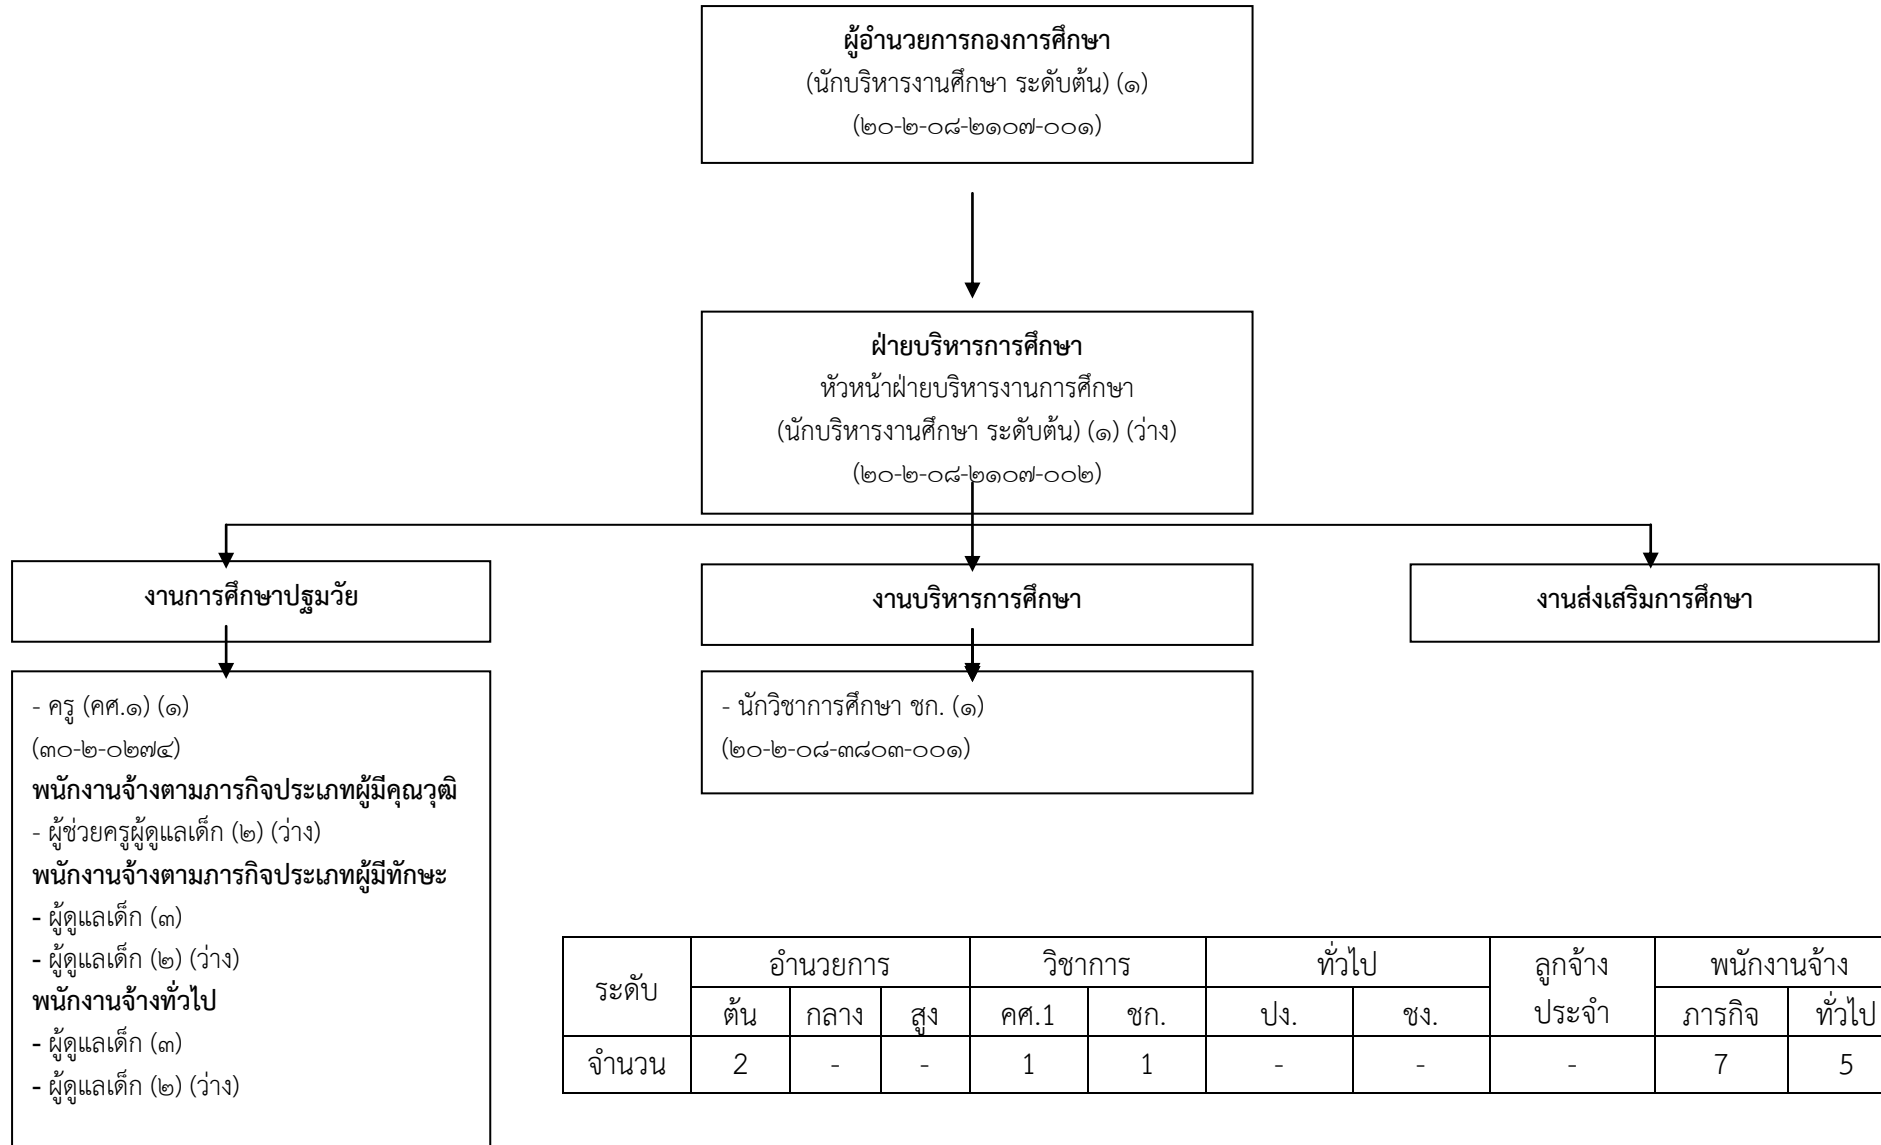 ผู้อำนวยการกองการศึกษา
(นักบริหารงานศึกษา ระดับต้น) (๑)
(๒๐-๒-๐๘-๒๑๐๗-๐๐๑)
ฝ่ายบริหารการศึกษา
หัวหน้าฝ่ายบริหารงานการศึกษา
(นักบริหารงานศึกษา ระดับต้น) (๑) (ว่าง)
(๒๐-๒-๐๘-๒๑๐๗-๐๐๒)
งานการศึกษาปฐมวัย
งานบริหารการศึกษา
งานส่งเสริมการศึกษา
- ครู (คศ.๑) (๑)
(๓๐-๒-๐๒๗๔)
พนักงานจ้างตามภารกิจประเภทผู้มีคุณวุฒิ
- ผู้ช่วยครูผู้ดูแลเด็ก (๒) (ว่าง)
พนักงานจ้างตามภารกิจประเภทผู้มีทักษะ
- ผู้ดูแลเด็ก (๓)
- ผู้ดูแลเด็ก (๒) (ว่าง)
พนักงานจ้างทั่วไป
- ผู้ดูแลเด็ก (๓)
- ผู้ดูแลเด็ก (๒) (ว่าง)
- นักวิชาการศึกษา ชก. (๑)
(๒๐-๒-๐๘-๓๘๐๓-๐๐๑)
ระดับ อำนวยการ วิชาการ ทั่วไป ลูกจ้าง พนักงานจ้าง
ต้น กลาง สูง คศ.1 ชก. ปง. ชง. ประจำ ภารกิจ ทั่วไป
จำนวน 2 - - 1 1 - - - 7 5